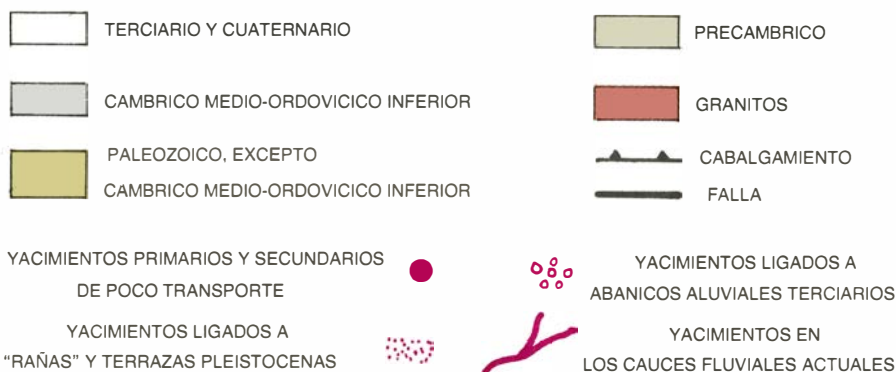 TERCIARIO Y CUATERNARIO
CAMBRICO MEDIO-ORDOVICICO INFERIOR
PALEOZOICO, EXCEPTO
CAMBRICO MEDIO-ORDOVICICO INFERIOR
PRECAMBRICO
GRANITOS
CABALGAMIENTO
FALLA
YACIMIENTOS PRIMARIOS Y SECUNDARIOS
DE POCO TRANSPORTE
YACIMIENTOS LIGADOS A
“RAÑAS” Y TERRAZAS PLEISTOCENAS
YACIMIENTOS LIGADOS A
ABANICOS ALUVIALES TERCIARIOS
YACIMIENTOS EN
LOS CAUCES FLUVIALES ACTUALES